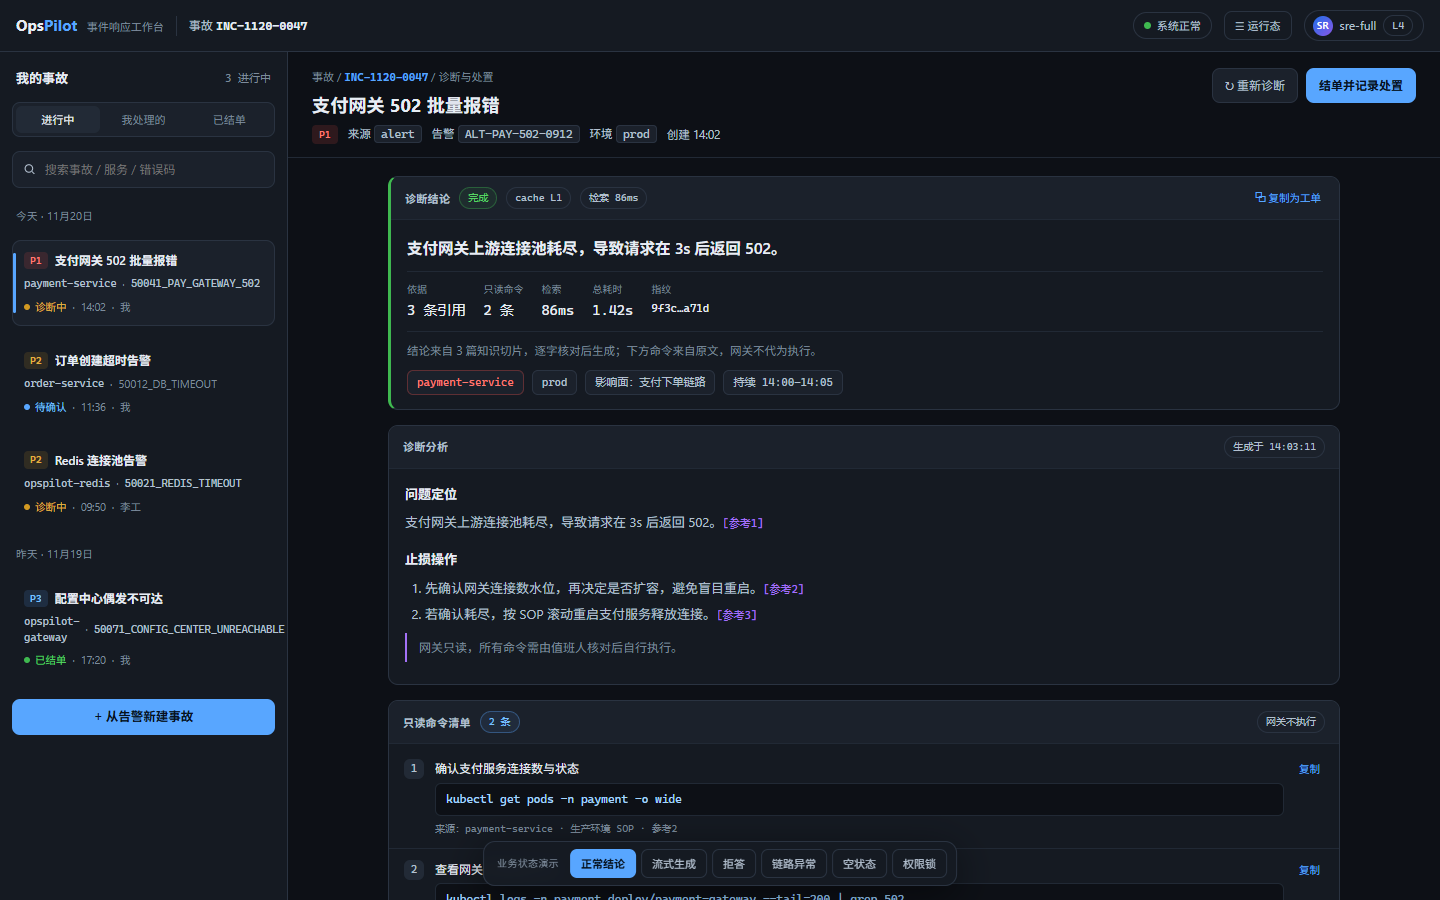 OpsPilot 事件响应工作台 事故 INC-1120-0047
系统正常 ☰ 运行态 SR sre-full L4
我的事故 3 进行中
进行中 我处理的 已结单
搜索事故 / 服务 / 错误码
今天 · 11月20日
P1 支付网关 502 批量报错
payment-service · 50041_PAY_GATEWAY_502
诊断中 · 14:02 · 我
P2 订单创建超时告警
order-service · 50012_DB_TIMEOUT
待确认 · 11:36 · 我
P2 Redis 连接池告警
opspilot-redis · 50021_REDIS_TIMEOUT
诊断中 · 09:50 · 李工
昨天 · 11月19日
P3 配置中心偶发不可达
opspilot-
gateway · 50071_CONFIG_CENTER_UNREACHABLE
已结单 · 17:20 · 我
+ 从告警新建事故
事故 / INC-1120-0047 / 诊断与处置
支付网关 502 批量报错
P1 来源 alert 告警 ALT-PAY-502-0912 环境 prod 创建 14:02
↻ 重新诊断 结单并记录处置
诊断结论 完成 cache L1 检索 86ms 复制为工单
支付网关上游连接池耗尽，导致请求在 3s 后返回 502。
依据 只读命令 检索 总耗时 指纹
3 条引用 2 条 86ms 1.42s 9f3c…a71d
结论来自 3 篇知识切片，逐字核对后生成；下方命令来自原文，网关不代为执行。
payment-service prod 影响面：支付下单链路 持续 14:00-14:05
诊断分析 生成于 14:03:11
问题定位
支付网关上游连接池耗尽，导致请求在 3s 后返回 502。[参考1]
止损操作
1. 先确认网关连接数水位，再决定是否扩容，避免盲目重启。[参考2]
2. 若确认耗尽，按 SOP 滚动重启支付服务释放连接。[参考3]
网关只读，所有命令需由值班人核对后自行执行。
只读命令清单 2 条 网关不执行
1 确认支付服务连接数与状态 复制
kubectl get pods -n payment -o wide
来源：payment-service · 生产环境 SOP · 参考2
2 查看网关 复制
kubectl logs -n payment deploy/payment-gateway --tail=200 | grep 502
业务状态演示 正常结论 流式生成 拒答 链路异常 空状态 权限锁